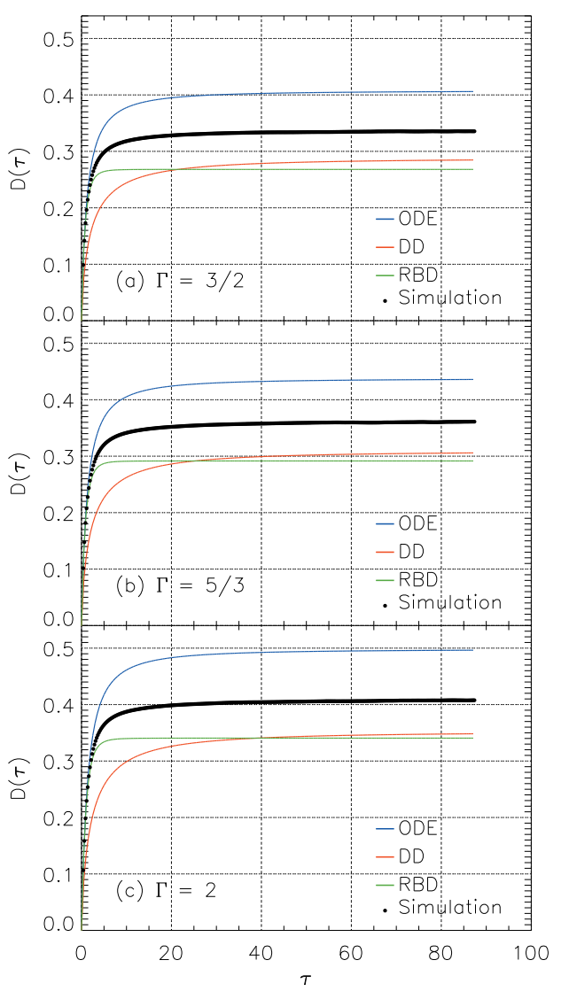 0.5
0.4
0.3
0.2
0.1
0.0
D(τ)
ODE
DD
RBD
Simulation
(a) Γ = 3/2
0.5
0.4
0.3
0.2
0.1
0.0
D(τ)
ODE
DD
RBD
Simulation
(b) Γ = 5/3
0.5
0.4
0.3
0.2
0.1
0.0
D(τ)
ODE
DD
RBD
Simulation
(c) Γ = 2
0 20 40 60 80 100
τ